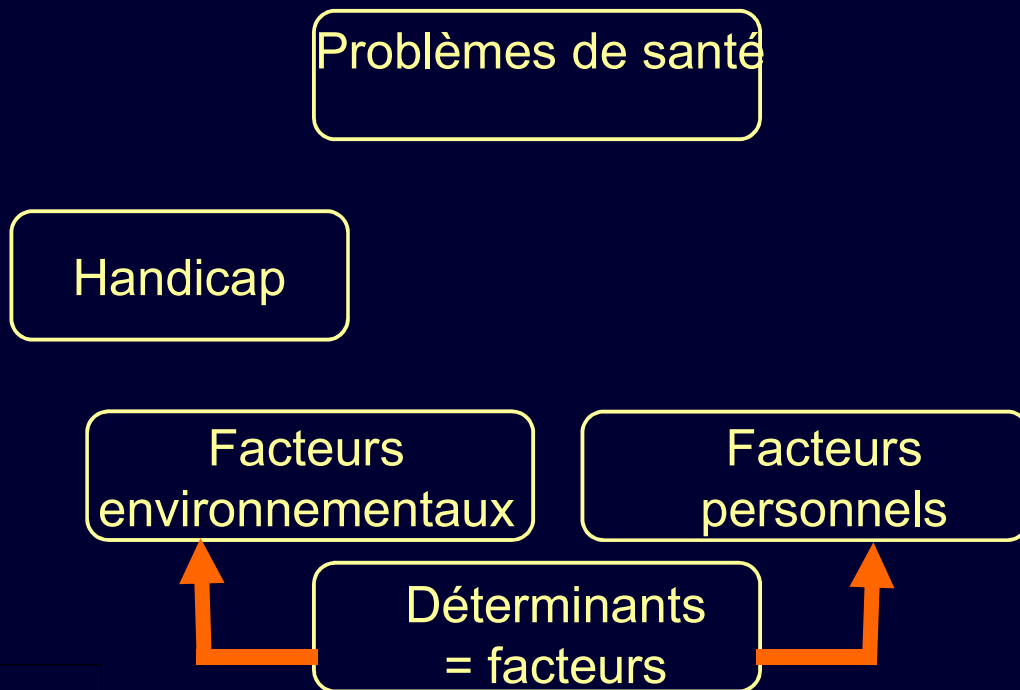 Problèmes de santé
Handicap
Facteurs
environnementaux
Facteurs
personnels
Déterminants
= facteurs